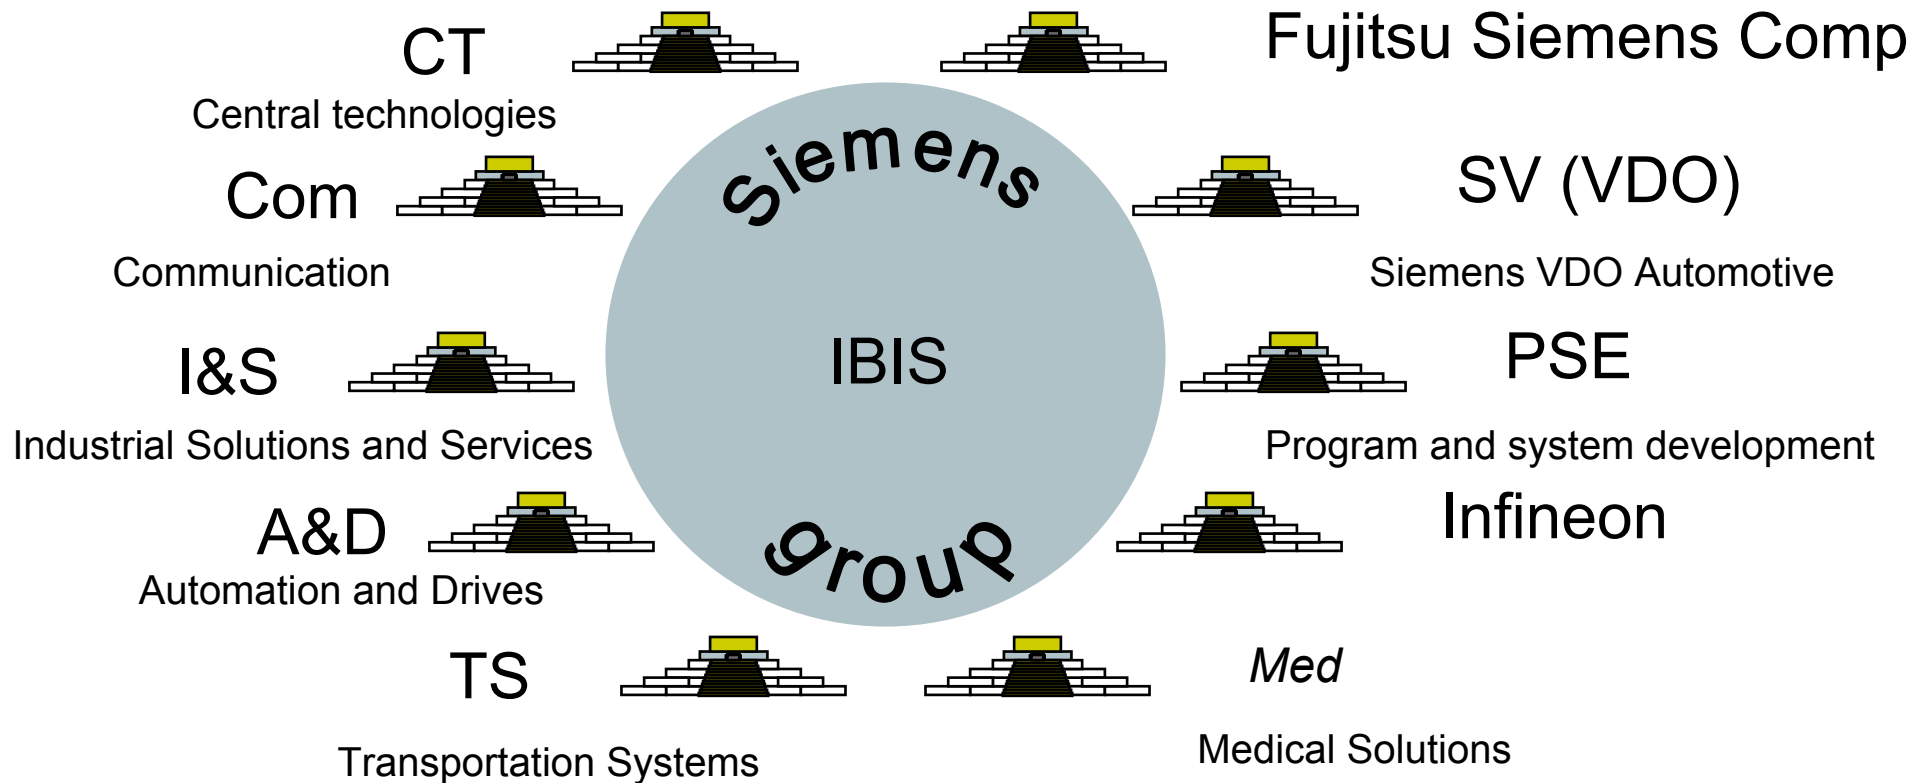 CT
Fujitsu Siemens Comp
Central technologies
Siemens
Com
SV (VDO)
Communication
Siemens VDO Automotive
I&S
IBIS
PSE
Industrial Solutions and Services
Program and system development
A&D
group
Infineon
Automation and Drives
TS
Med
Transportation Systems
Medical Solutions